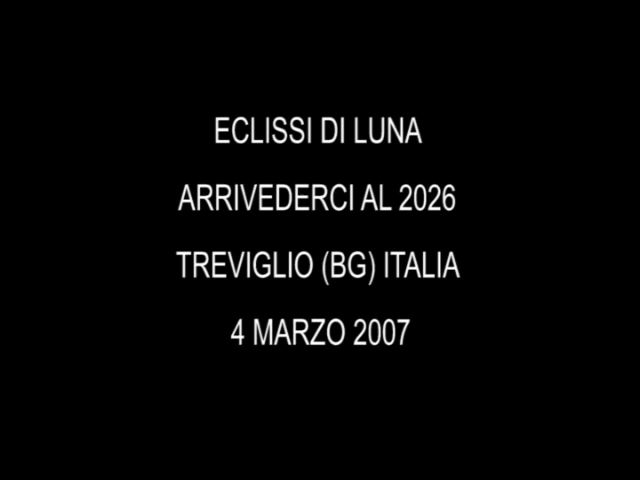 ECLISSI DI LUNA
ARRIVEDERCI AL 2026
TREVIGLIO (BG) ITALIA
4 MARZO 2007